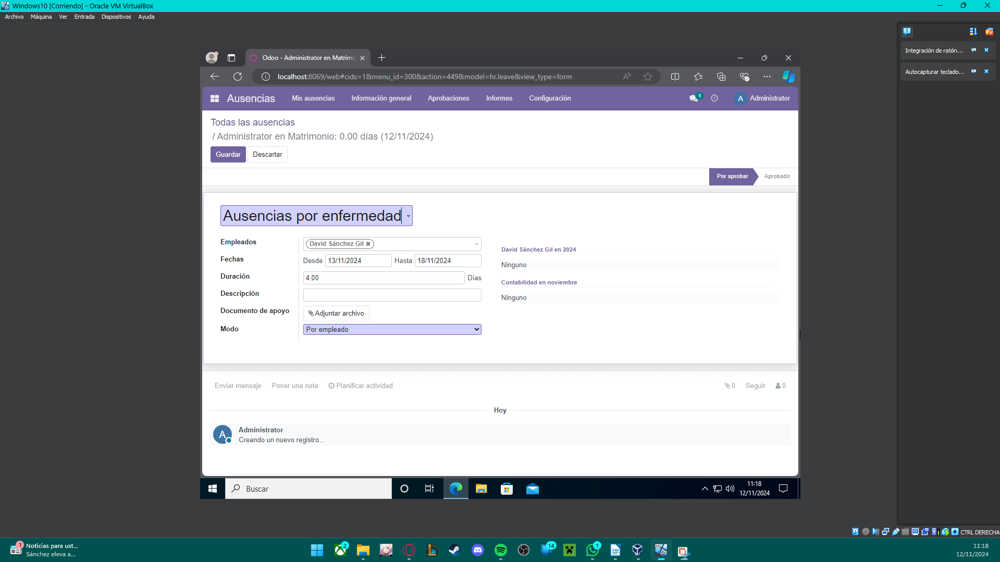 Windows10 [Corriendo] - Oracle VM VirtualBox
Archivo Máquina Ver Entrada Dispositivos Ayuda
Integración de ratón...
Autocapturar teclado...
Odoo - Administrator en Matrimo
localhost:8069/web#cids=1&menu_id=300&action=449&model=hr.leave&view_type=form
Ausencias Mis ausencias Información general Aprobaciones Informes Configuración 1 A Administrator
Todas las ausencias
/ Administrator en Matrimonio: 0.00 días (12/11/2024)
Guardar Descartar
Por aprobar Aprobado
Ausencias por enfermedad
Empleados David Sánchez Gil
Fechas Desde 13/11/2024 Hasta 18/11/2024
Duración 4,00 Días
Descripción
Documento de apoyo Adjuntar archivo
Modo Por empleado
David Sánchez Gil en 2024
Ninguno
Contabilidad en noviembre
Ninguno
Enviar mensaje Poner una nota Planificar actividad 0 Seguir 0
Hoy
A Administrator
Creando un nuevo registro...
Buscar
11:18
12/11/2024
CTRL DERECHA
1 Noticias para ust...
Sánchez eleva a...
2
14
1
10
11:18
12/11/2024